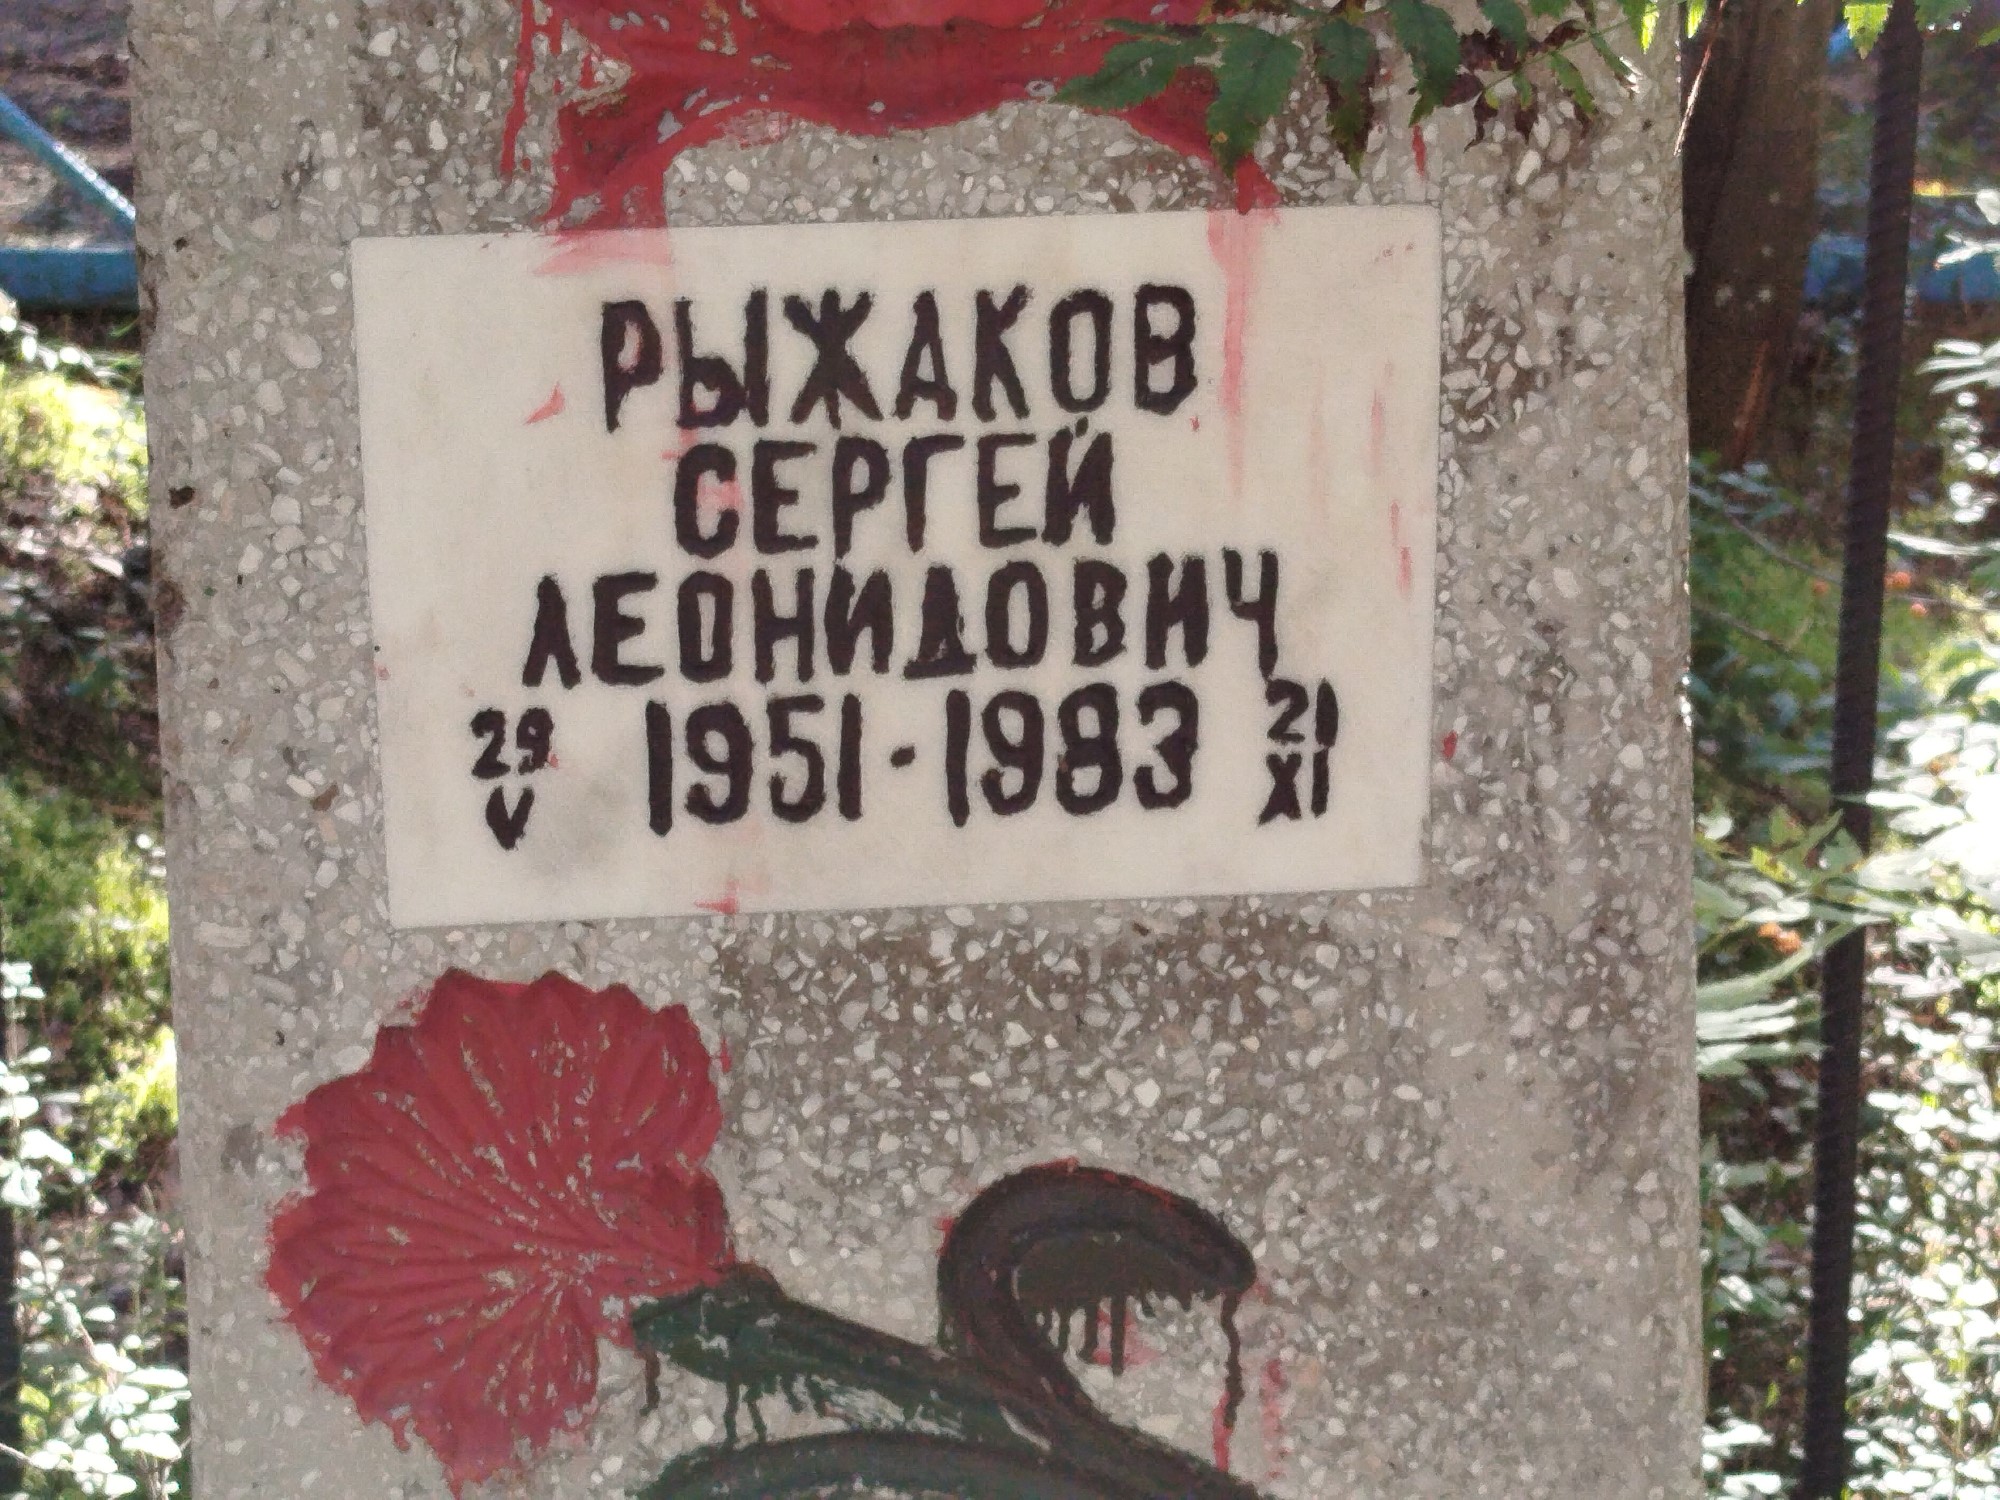 РЫЖАКОВ
СЕРГЕЙ
ЛЕОНИДОВИЧ
29 V 1951 - 1983 21 XI